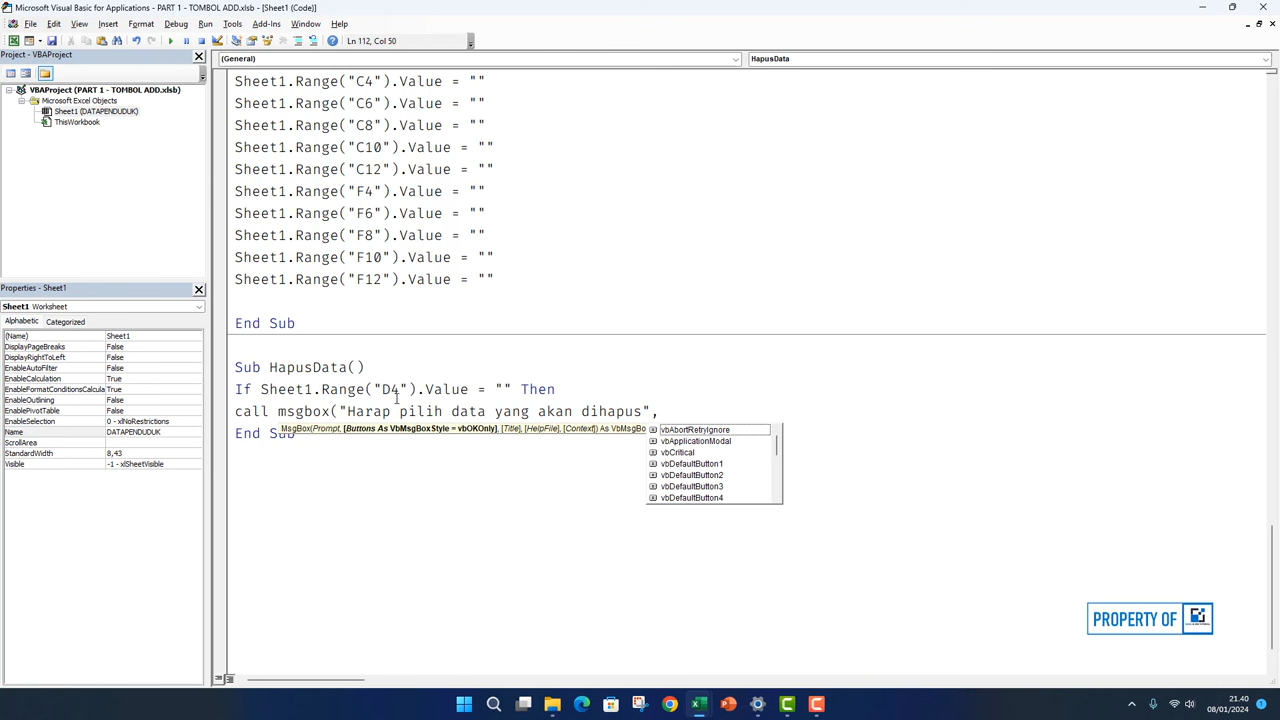 Microsoft Visual Basic for Applications - PART 1 - TOMBOL ADD.xlsb - [Sheet1 (Code)]
File Edit View Insert Format Debug Run Tools Add-Ins Window Help
Ln 112, Col 50
Project - VBAProject
(General)
HapusData
VBAProject (PART 1 - TOMBOL ADD.xlsb)
Microsoft Excel Objects
Sheet1 (DATAPENDUDUK)
ThisWorkbook
Properties - Sheet1
Sheet1 Worksheet
Alphabetic Categorized
(Name) Sheet1
DisplayPageBreaks False
DisplayRightToLeft False
EnableAutoFilter False
EnableCalculation True
EnableFormatConditionsCalcula True
EnableOutlining False
EnablePivotTable False
EnableSelection 0 - xlNoRestrictions
Name DATAPENDUDUK
ScrollArea
StandardWidth 8,43
Visible -1 - xlSheetVisible
Sheet1.Range("C4").Value = ""
Sheet1.Range("C6").Value = ""
Sheet1.Range("C8").Value = ""
Sheet1.Range("C10").Value = ""
Sheet1.Range("C12").Value = ""
Sheet1.Range("F4").Value = ""
Sheet1.Range("F6").Value = ""
Sheet1.Range("F8").Value = ""
Sheet1.Range("F10").Value = ""
Sheet1.Range("F12").Value = ""
End Sub
Sub HapusData()
If Sheet1.Range("D4").Value = "" Then
call msgbox("Harap pilih data yang akan dihapus",
MsgBox(Prompt, [Buttons As VbMsgBoxStyle = vbOKOnly], [Title], [HelpFile], [Context]) As VbMsgBo
End Sub
vbAbortRetryIgnore
vbApplicationModal
vbCritical
vbDefaultButton1
vbDefaultButton2
vbDefaultButton3
vbDefaultButton4
PROPERTY OF
21.40
08/01/2024